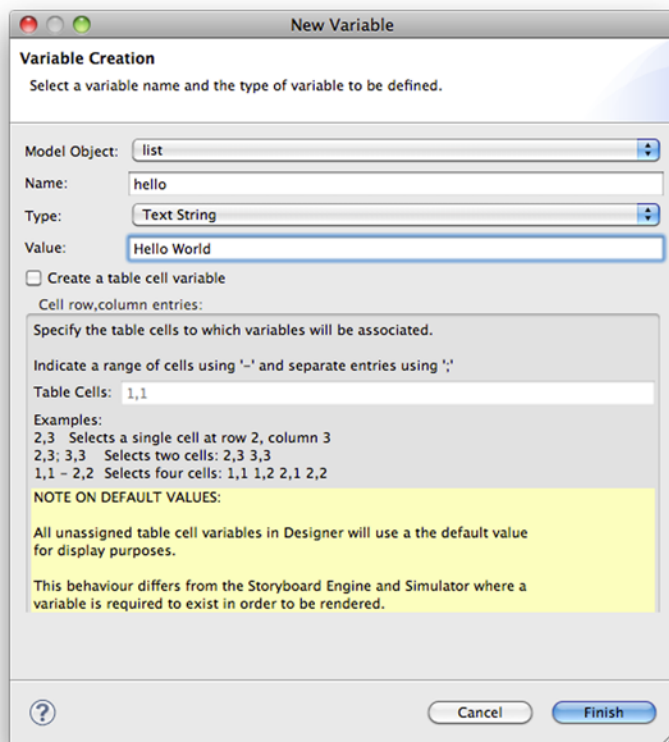 New Variable
Variable Creation
Select a variable name and the type of variable to be defined.
Model Object: list
Name: hello
Type: Text String
Value: Hello World
Create a table cell variable
Cell row,column entries:
Specify the table cells to which variables will be associated.
Indicate a range of cells using '-' and separate entries using ';'
Table Cells: 1,1
Examples:
2,3 Selects a single cell at row 2, column 3
2,3; 3,3 Selects two cells: 2,3 3,3
1,1 - 2,2 Selects four cells: 1,1 1,2 2,1 2,2
NOTE ON DEFAULT VALUES:
All unassigned table cell variables in Designer will use a the default value
for display purposes.
This behaviour differs from the Storyboard Engine and Simulator where a
variable is required to exist in order to be rendered.
? Cancel Finish